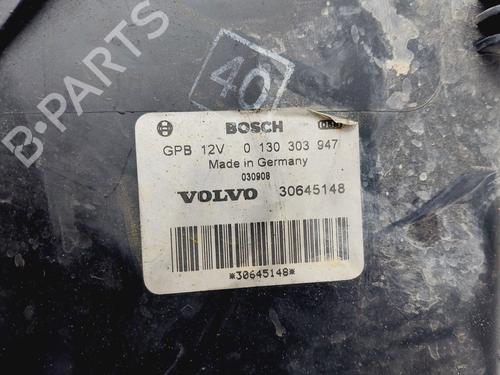 B-PARTS
40
BOSCH
GPB 12V 0 130 303 947
Made in Germany
030908
VOLVO 30645148
*30645148*